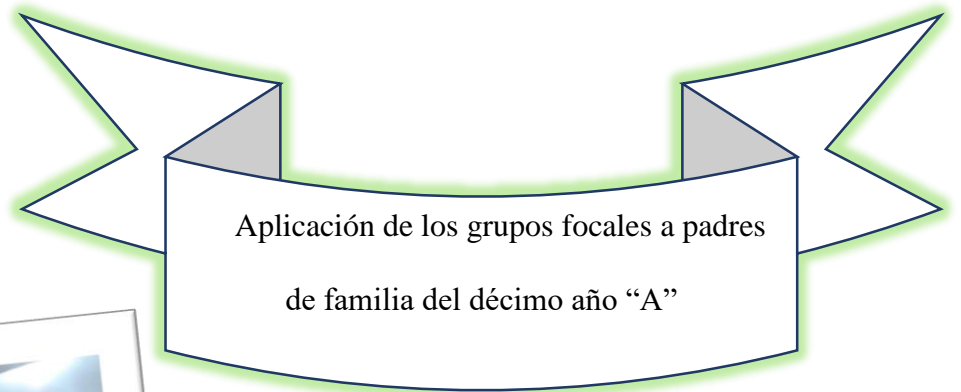 Aplicación de los grupos focales a padres
de familia del décimo año “A”